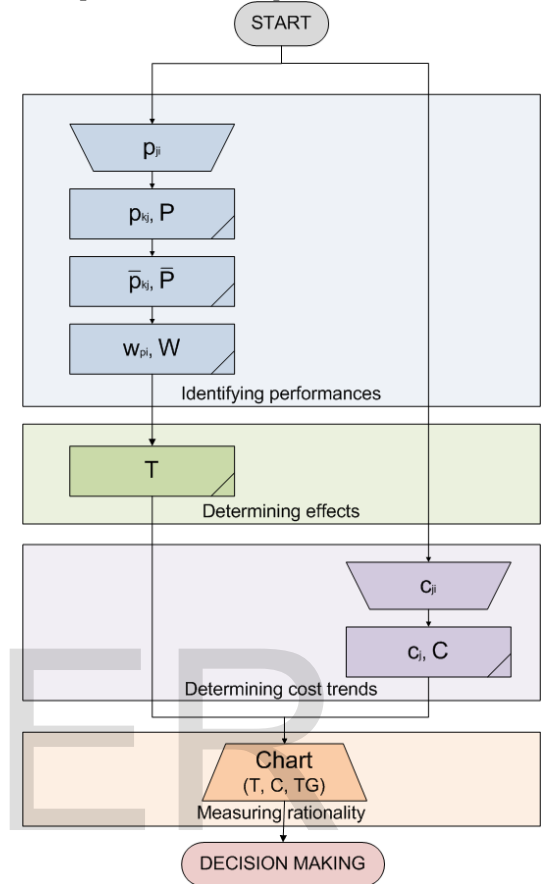 START
pji
pkj, P
p̅kj, P̅
wpi, W
Identifying performances
T
Determining effects
cji
cj, C
Determining cost trends
Chart
(T, C, TG)
Measuring rationality
DECISION MAKING
ER